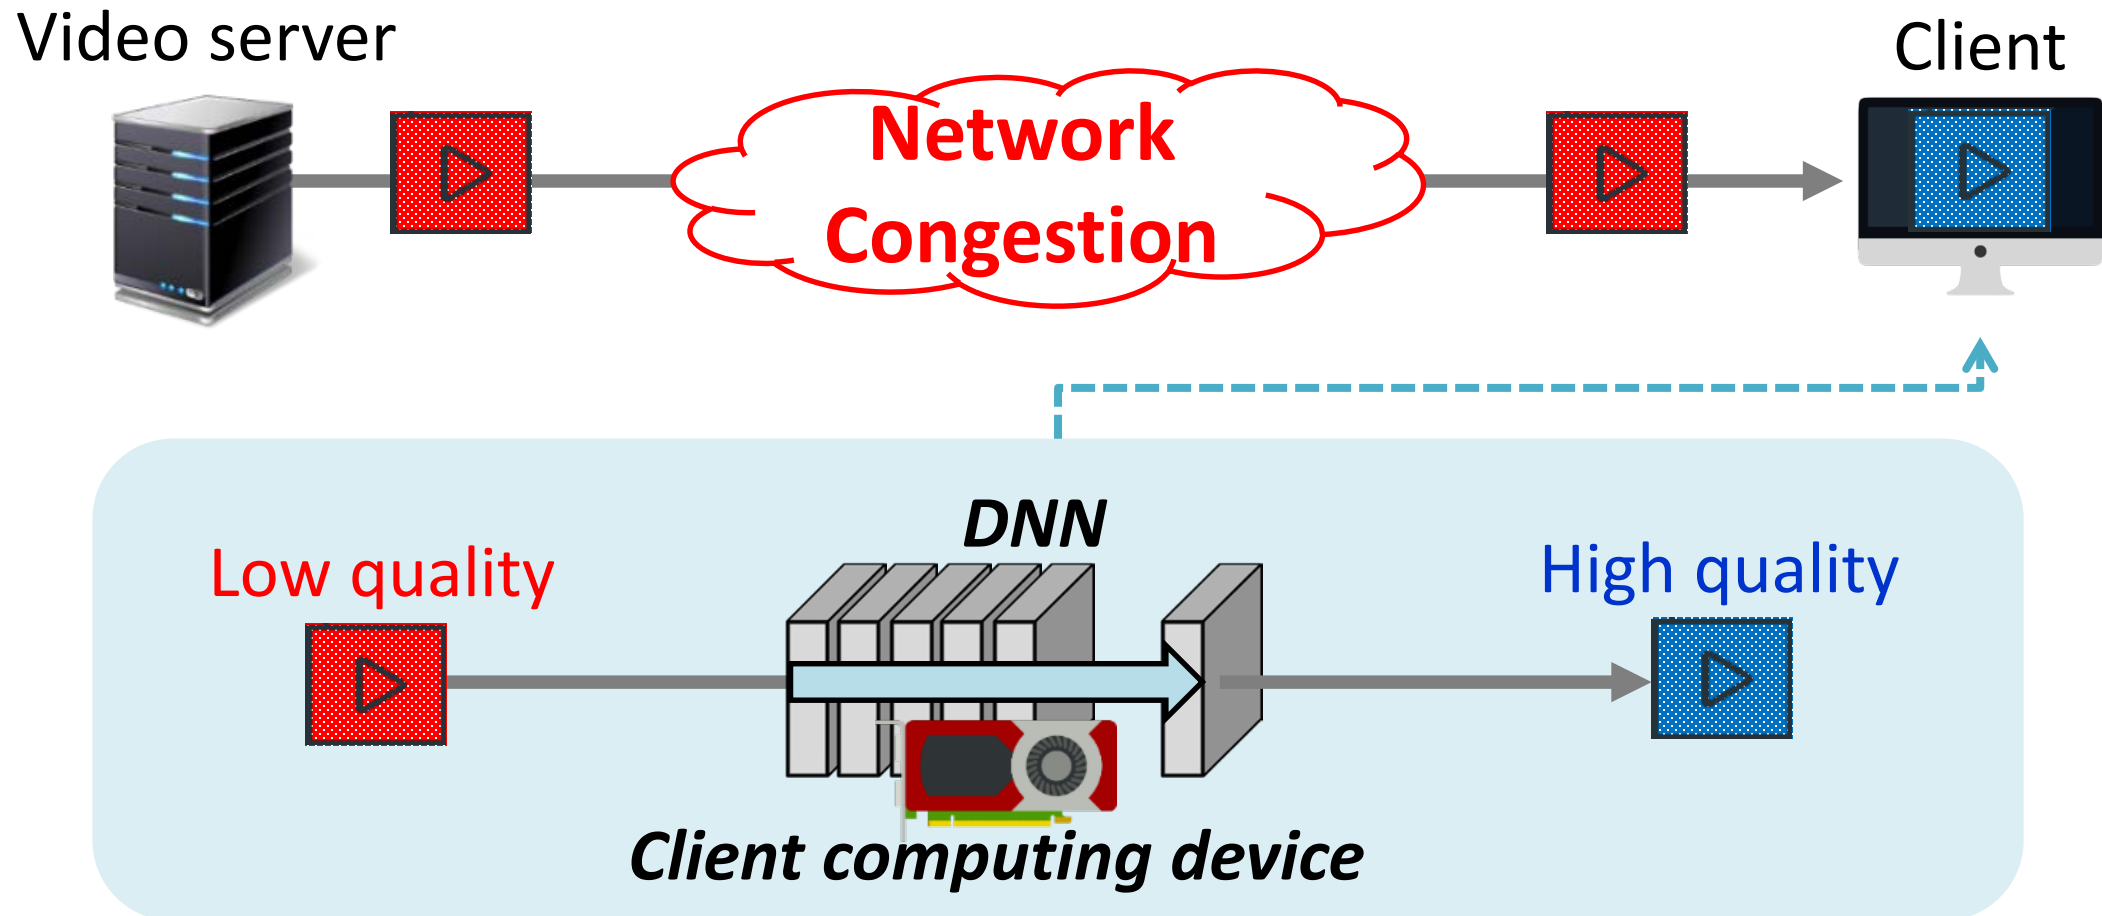 Video server
Client
Network
Congestion
DNN
Low quality
High quality
Client computing device